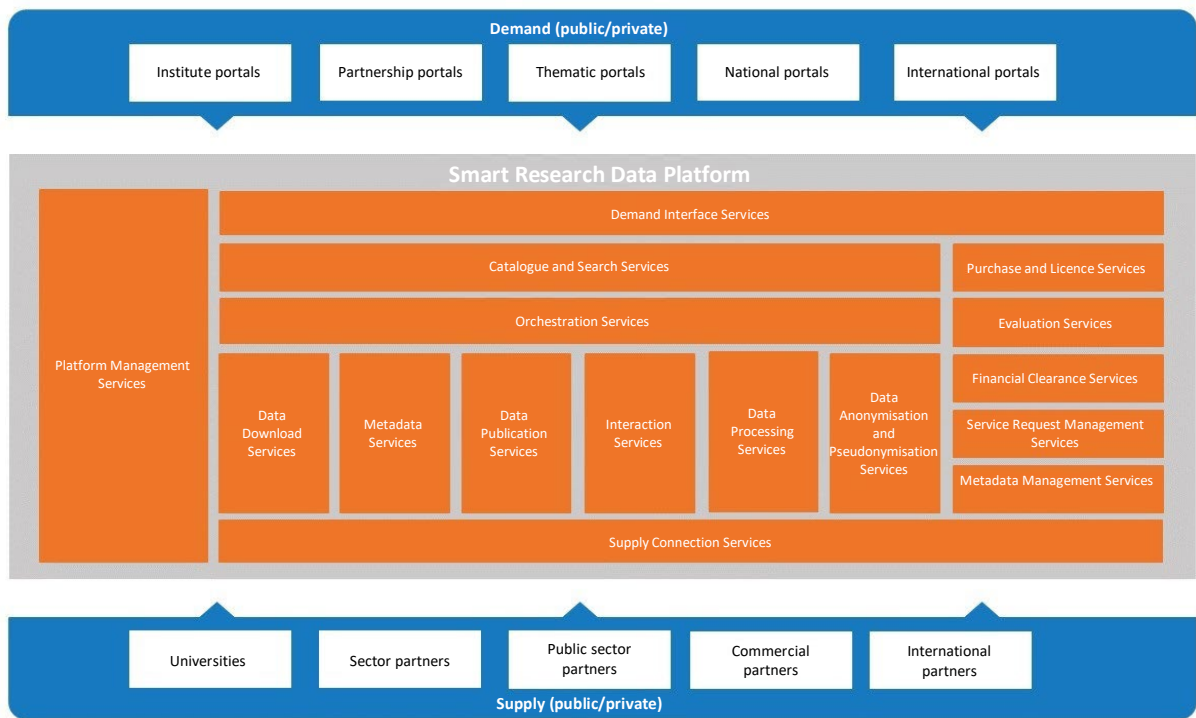 Demand (public/private)
Institute portals
Partnership portals
Thematic portals
National portals
International portals
Smart Research Data Platform
Platform Management
Services
Demand Interface Services
Catalogue and Search Services
Purchase and Licence Services
Orchestration Services
Evaluation Services
Data
Download
Services
Metadata
Services
Data
Publication
Services
Interaction
Services
Data
Processing
Services
Data
Anonymisation
and
Pseudonymisation
Services
Financial Clearance Services
Service Request Management
Services
Metadata Management Services
Supply Connection Services
Universities
Sector partners
Public sector
partners
Commercial
partners
International
partners
Supply (public/private)